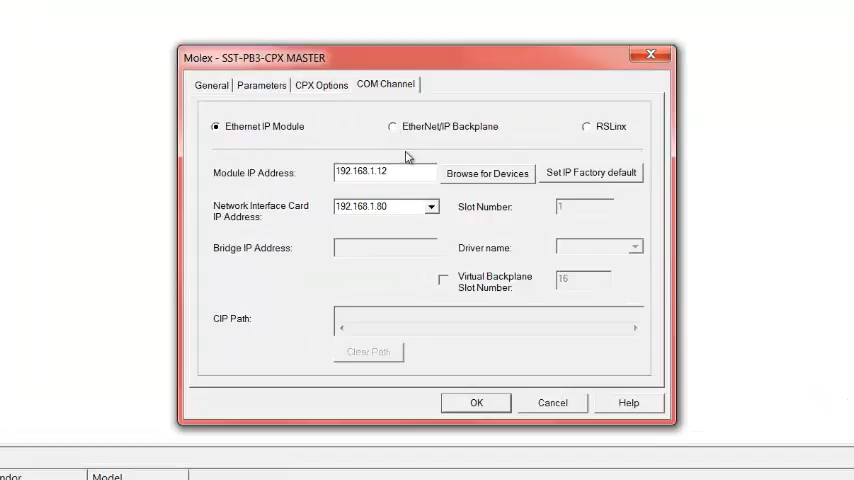 Molex - SST-PB3-CPX MASTER
General Parameters CPX Options COM Channel
Ethernet IP Module EtherNet/IP Backplane RSLinx
Module IP Address: 192.168.1.12 Browse for Devices Set IP Factory default
Network Interface Card
IP Address: 192.168.1.80 Slot Number: 1
Bridge IP Address: Driver name:
Virtual Backplane
Slot Number: 16
CIP Path:
Clear Path
OK Cancel Help
ndor Model